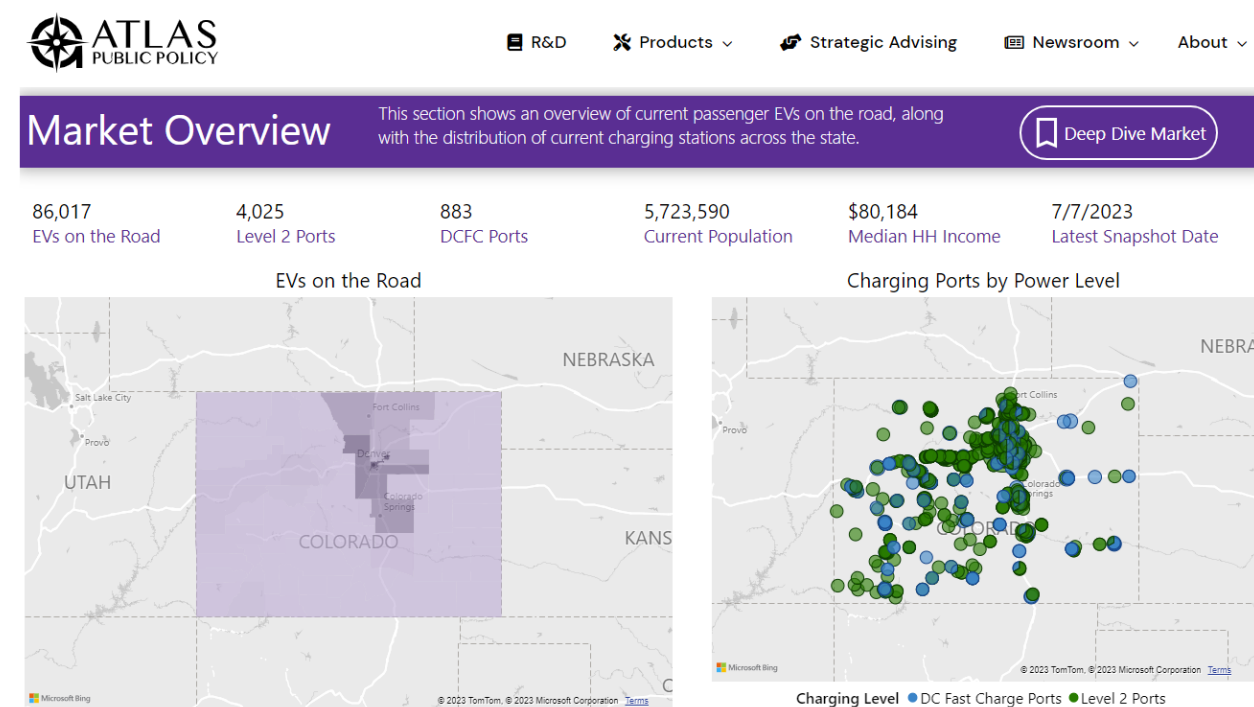 ATLAS
PUBLIC POLICY
R&D
Products
Strategic Advising
Newsroom
About
Market Overview
This section shows an overview of current passenger EVs on the road, along
with the distribution of current charging stations across the state.
Deep Dive Market
86,017
EVs on the Road
4,025
Level 2 Ports
883
DCFC Ports
5,723,590
Current Population
$80,184
Median HH Income
7/7/2023
Latest Snapshot Date
EVs on the Road
NEBRASKA
Salt Lake City
Fort Collins
Provo
Denver
UTAH
Colorado
Springs
COLORADO
KANS
Microsoft Bing
© 2023 TomTom, © 2023 Microsoft Corporation Terms
Charging Ports by Power Level
NEBRA
Fort Collins
Provo
Colorado
Springs
COLORADO
Microsoft Bing
© 2023 TomTom, © 2023 Microsoft Corporation Terms
Charging Level DC Fast Charge Ports Level 2 Ports